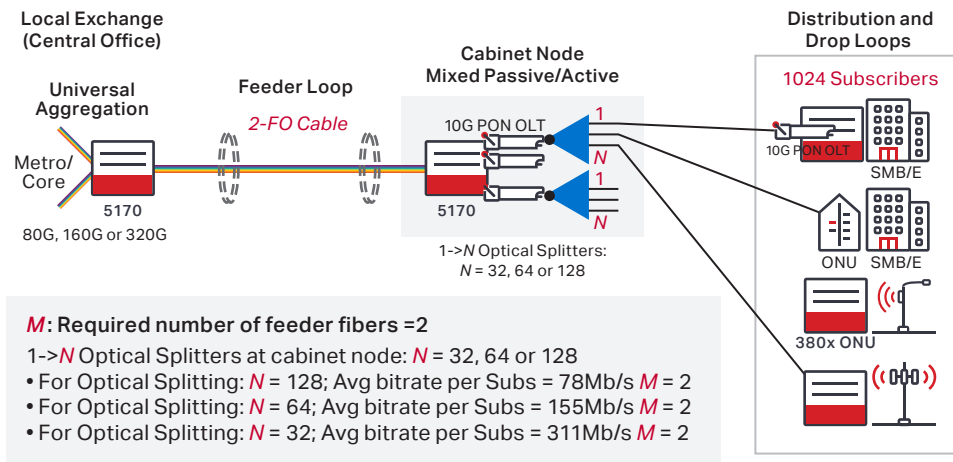 Local Exchange
(Central Office)
Universal
Aggregation
Metro/
Core
5170
80G, 160G or 320G
Feeder Loop
2-FO Cable
Cabinet Node
Mixed Passive/Active
10G PON OLT
1
N
1
N
5170
1->N Optical Splitters:
N = 32, 64 or 128
Distribution and
Drop Loops
1024 Subscribers
10G PON OLT
SMB/E
ONU
SMB/E
380x ONU
M: Required number of feeder fibers =2
1->N Optical Splitters at cabinet node: N = 32, 64 or 128
• For Optical Splitting: N = 128; Avg bitrate per Subs = 78Mb/s M = 2
• For Optical Splitting: N = 64; Avg bitrate per Subs = 155Mb/s M = 2
• For Optical Splitting: N = 32; Avg bitrate per Subs = 311Mb/s M = 2